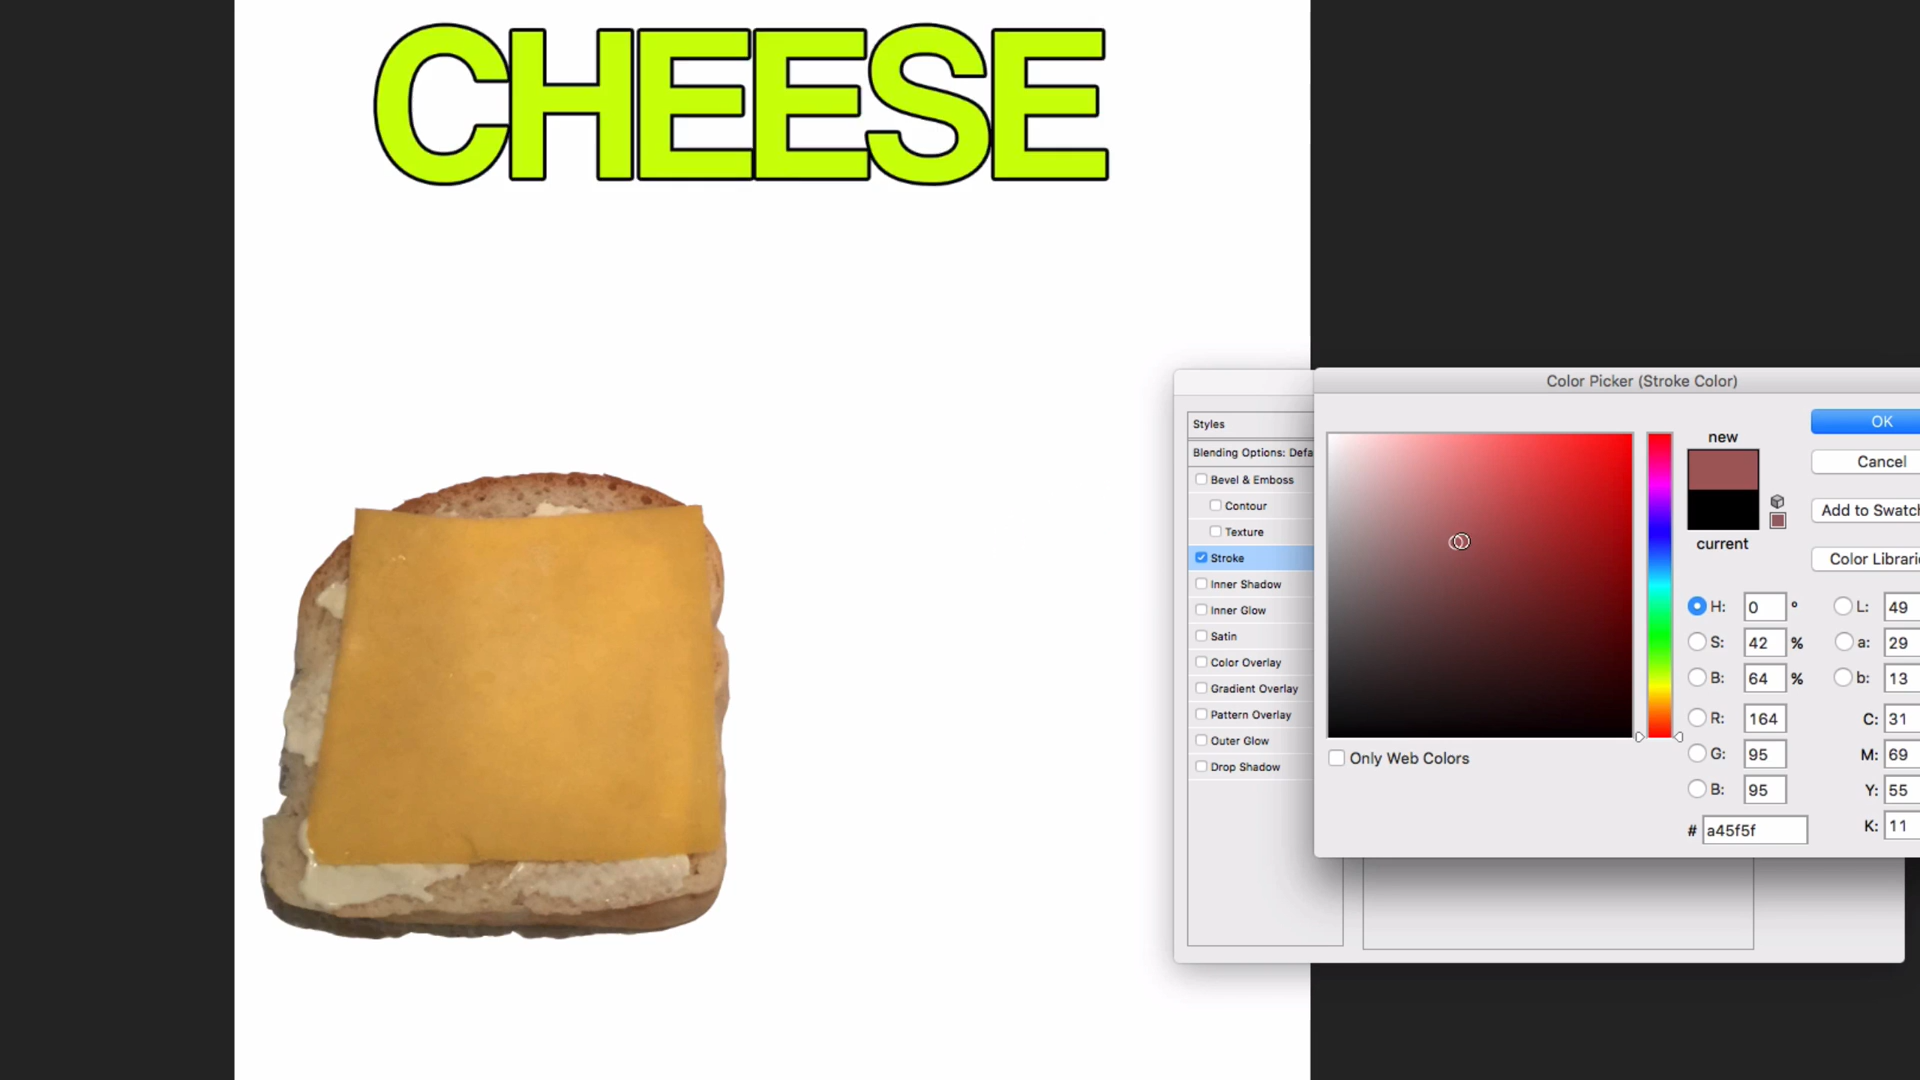 CHEESE
Color Picker (Stroke Color)
Styles
Blending Options: Defa
Bevel & Emboss
Contour
Texture
Stroke
Inner Shadow
Inner Glow
Satin
Color Overlay
Gradient Overlay
Pattern Overlay
Outer Glow
Drop Shadow
new
current
OK
Cancel
Add to Swatch
Color Librari
H: 0 °
S: 42 %
B: 64 %
R: 164
G: 95
B: 95
# a45f5f
L: 49
a: 29
b: 13
C: 31
M: 69
Y: 55
K: 11
Only Web Colors